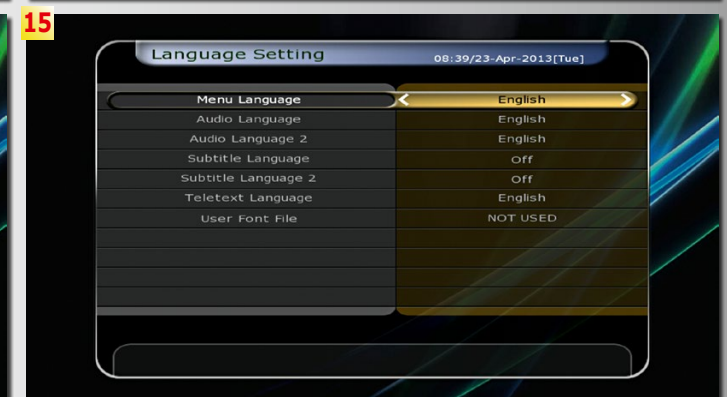 15
Language Setting 08:39/23-Apr-2013[Tue]
Menu Language English
Audio Language English
Audio Language 2 English
Subtitle Language Off
Subtitle Language 2 Off
Teletext Language English
User Font File NOT USED